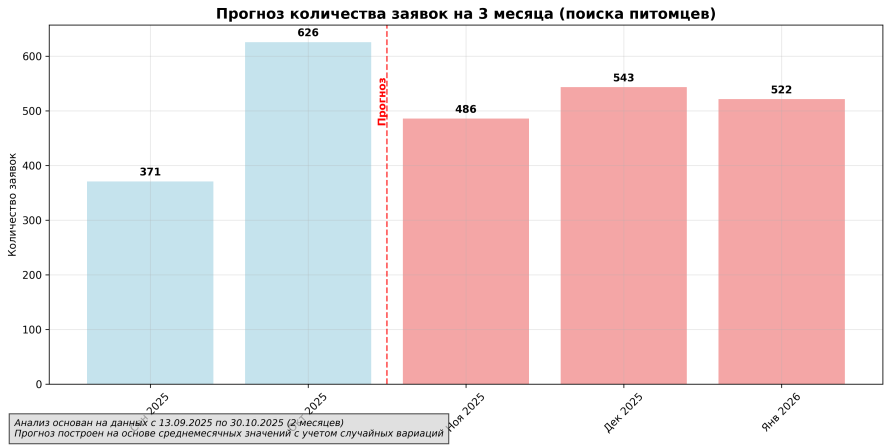 Прогноз количества заявок на 3 месяца (поиска питомцев)
Количество заявок
600
500
400
300
200
100
0
371
626
Прогноз
486
543
522
2025
2025
Ноя 2025
Дек 2025
Янв 2026
Анализ основан на данных с 13.09.2025 по 30.10.2025 (2 месяцев)
Прогноз построен на основе среднемесячных значений с учетом случайных вариаций